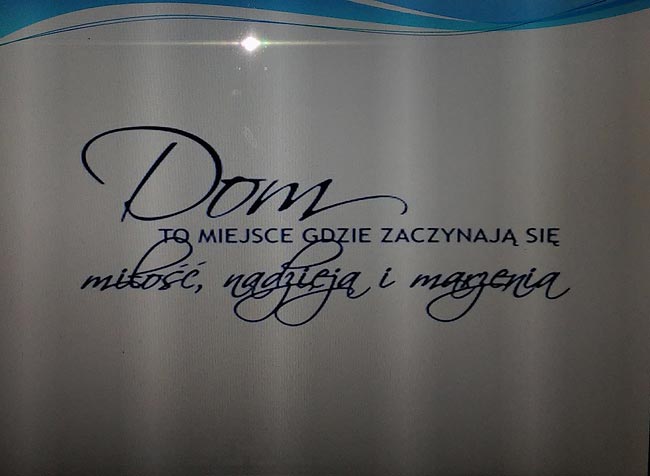 Dom
TO MIEJSCE GDZIE ZACZYNAJĄ SIĘ
miłość, nadzieja i marzenia